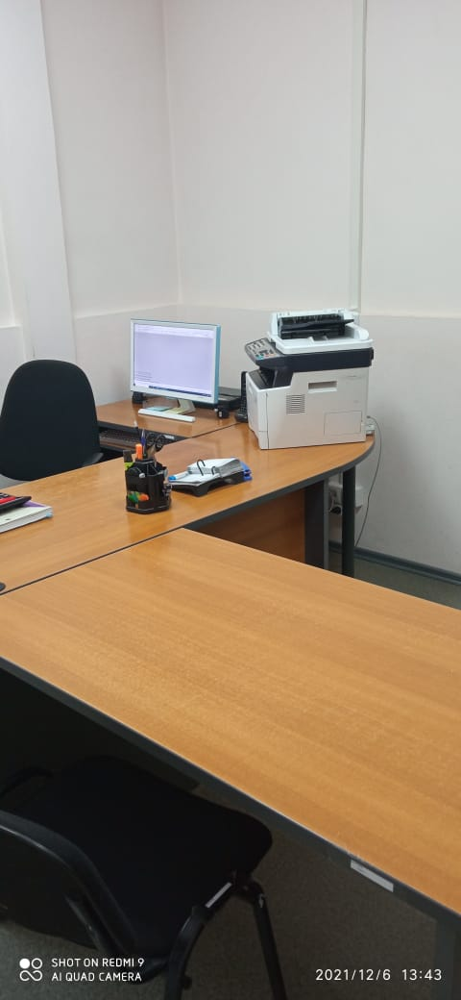 SHOT ON REDMI 9
AI QUAD CAMERA
2021/12/6 13:43